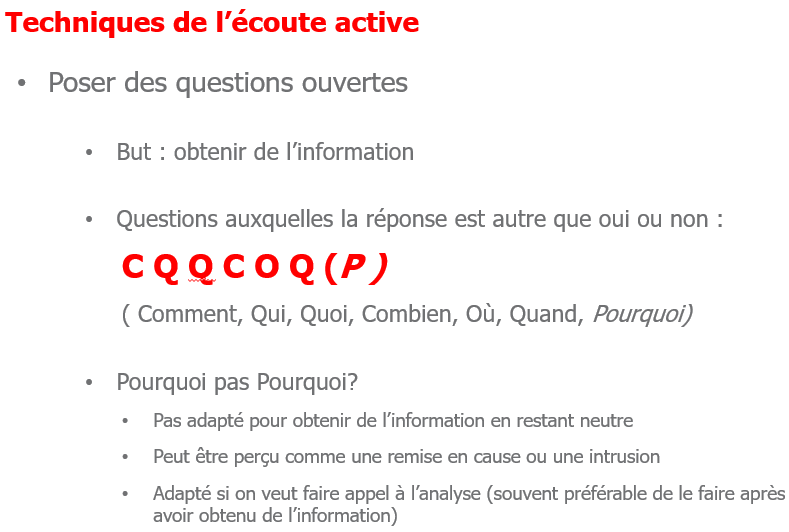 Techniques de l'écoute active
• Poser des questions ouvertes
• But : obtenir de l'information
• Questions auxquelles la réponse est autre que oui ou non :
C Q Q C O Q (P )
( Comment, Qui, Quoi, Combien, Où, Quand, Pourquoi)
• Pourquoi pas Pourquoi?
• Pas adapté pour obtenir de l'information en restant neutre
• Peut être perçu comme une remise en cause ou une intrusion
• Adapté si on veut faire appel à l'analyse (souvent préférable de le faire après
avoir obtenu de l'information)